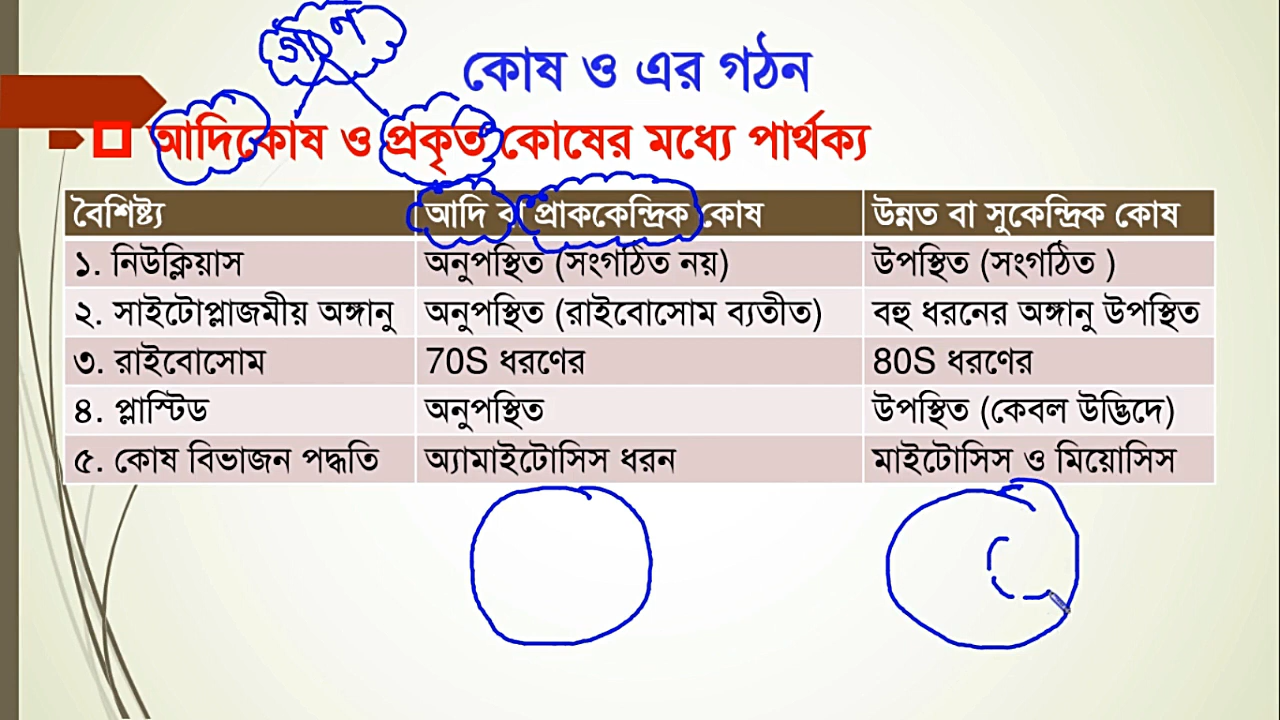 গঠন
কোষ ও এর গঠন
আদিকোষ ও প্রকৃত কোষের মধ্যে পার্থক্য
বৈশিষ্ট্য আদি বা প্রাককেন্দ্রিক কোষ উন্নত বা সুকেন্দ্রিক কোষ
১. নিউক্লিয়াস অনুপস্থিত (সংগঠিত নয়) উপস্থিত (সংগঠিত )
২. সাইটোপ্লাজমীয় অঙ্গানু অনুপস্থিত (রাইবোসোম ব্যতীত) বহু ধরনের অঙ্গানু উপস্থিত
৩. রাইবোসোম 70S ধরণের 80S ধরণের
৪. প্লাস্টিড অনুপস্থিত উপস্থিত (কেবল উদ্ভিদে)
৫. কোষ বিভাজন পদ্ধতি অ্যামাইটোসিস ধরন মাইটোসিস ও মিয়োসিস